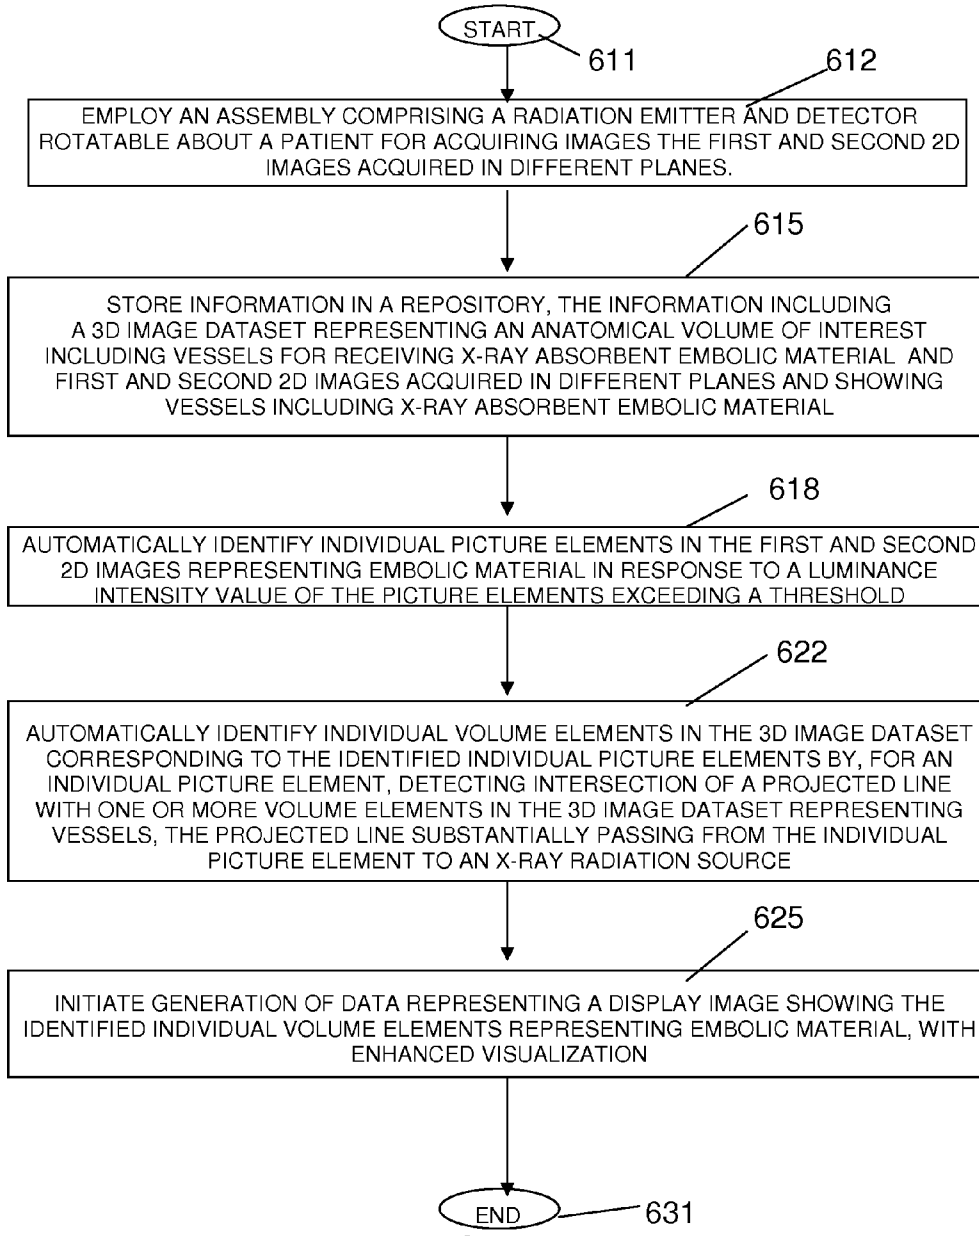 START
611
612
EMPLOY AN ASSEMBLY COMPRISING A RADIATION EMITTER AND DETECTOR
ROTATABLE ABOUT A PATIENT FOR ACQUIRING IMAGES THE FIRST AND SECOND 2D
IMAGES ACQUIRED IN DIFFERENT PLANES.
615
STORE INFORMATION IN A REPOSITORY, THE INFORMATION INCLUDING
A 3D IMAGE DATASET REPRESENTING AN ANATOMICAL VOLUME OF INTEREST
INCLUDING VESSELS FOR RECEIVING X-RAY ABSORBENT EMBOLIC MATERIAL AND
FIRST AND SECOND 2D IMAGES ACQUIRED IN DIFFERENT PLANES AND SHOWING
VESSELS INCLUDING X-RAY ABSORBENT EMBOLIC MATERIAL
618
AUTOMATICALLY IDENTIFY INDIVIDUAL PICTURE ELEMENTS IN THE FIRST AND SECOND
2D IMAGES REPRESENTING EMBOLIC MATERIAL IN RESPONSE TO A LUMINANCE
INTENSITY VALUE OF THE PICTURE ELEMENTS EXCEEDING A THRESHOLD
622
AUTOMATICALLY IDENTIFY INDIVIDUAL VOLUME ELEMENTS IN THE 3D IMAGE DATASET
CORRESPONDING TO THE IDENTIFIED INDIVIDUAL PICTURE ELEMENTS BY, FOR AN
INDIVIDUAL PICTURE ELEMENT, DETECTING INTERSECTION OF A PROJECTED LINE
WITH ONE OR MORE VOLUME ELEMENTS IN THE 3D IMAGE DATASET REPRESENTING
VESSELS, THE PROJECTED LINE SUBSTANTIALLY PASSING FROM THE INDIVIDUAL
PICTURE ELEMENT TO AN X-RAY RADIATION SOURCE
625
INITIATE GENERATION OF DATA REPRESENTING A DISPLAY IMAGE SHOWING THE
IDENTIFIED INDIVIDUAL VOLUME ELEMENTS REPRESENTING EMBOLIC MATERIAL, WITH
ENHANCED VISUALIZATION
END
631